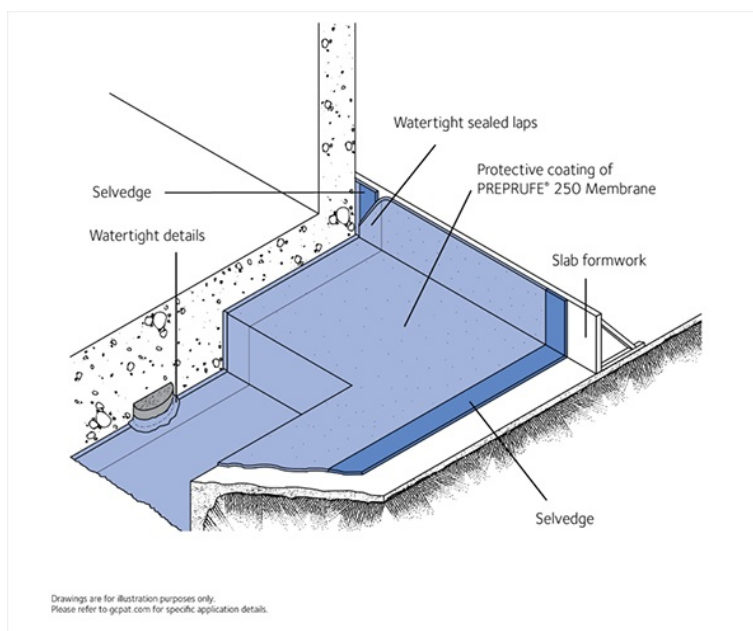 Watertight sealed laps
Protective coating of
PREPRUFE® 250 Membrane
Selvedge
Watertight details
Slab formwork
Selvedge
Drawings are for illustration purposes only.
Please refer to gcpat.com for specific application details.